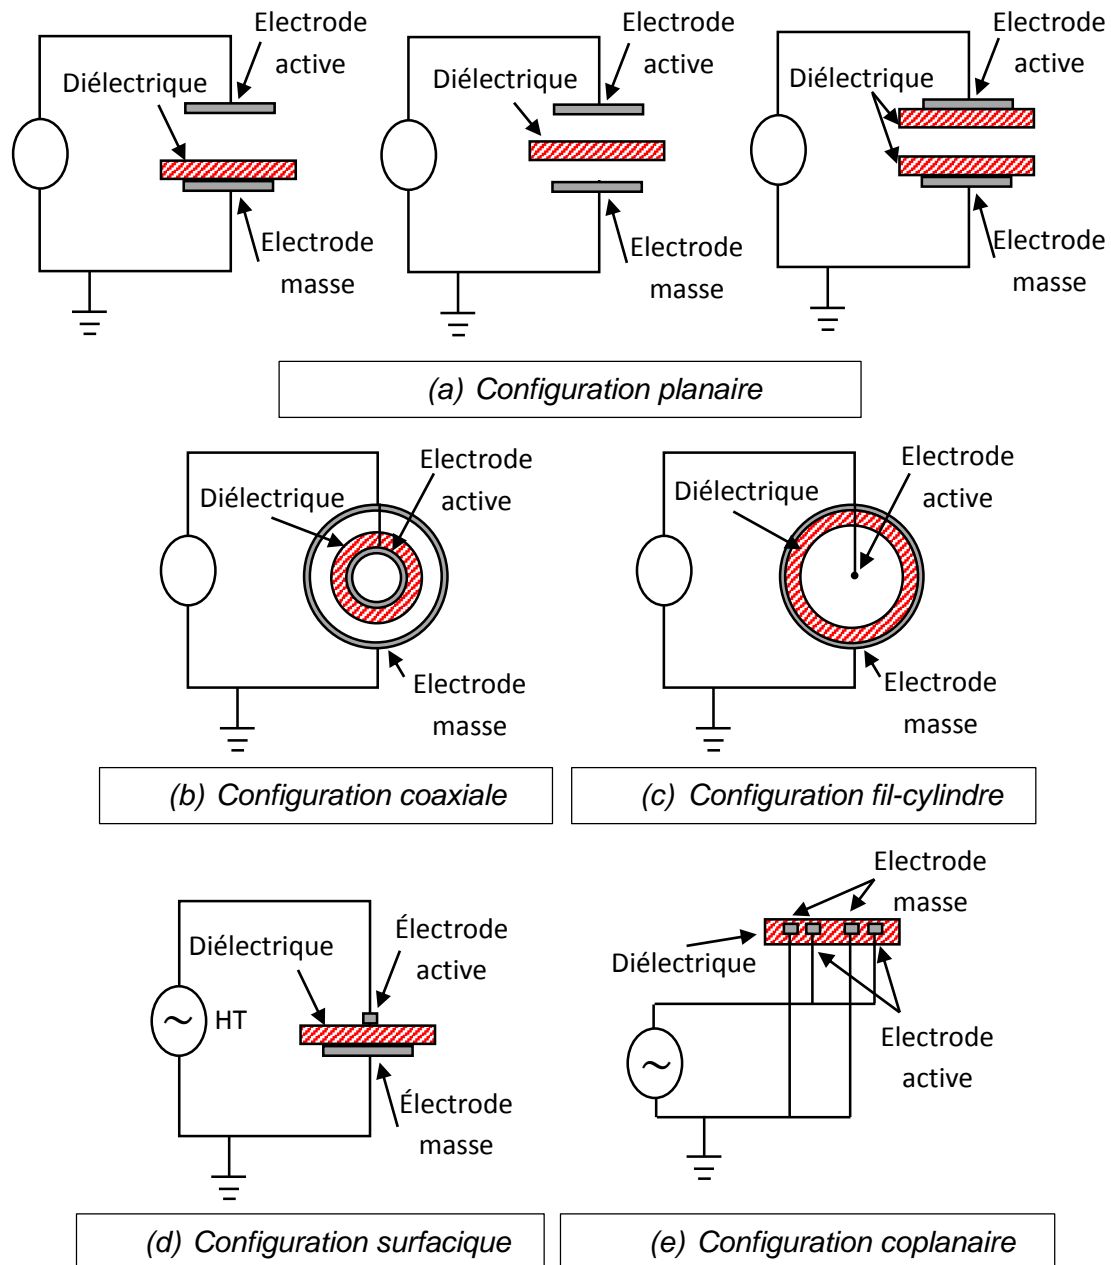 Electrode
active
Diélectrique
Electrode
masse
Electrode
active
Diélectrique
Electrode
masse
Electrode
active
Diélectrique
Electrode
masse
(a) Configuration planaire
Electrode
active
Diélectrique
Electrode
masse
(b) Configuration coaxiale
Electrode
active
Diélectrique
Electrode
masse
(c) Configuration fil-cylindre
Électrode
active
Diélectrique
~ HT
Électrode
masse
(d) Configuration surfacique
Electrode
masse
Diélectrique
Electrode
active
~
(e) Configuration coplanaire